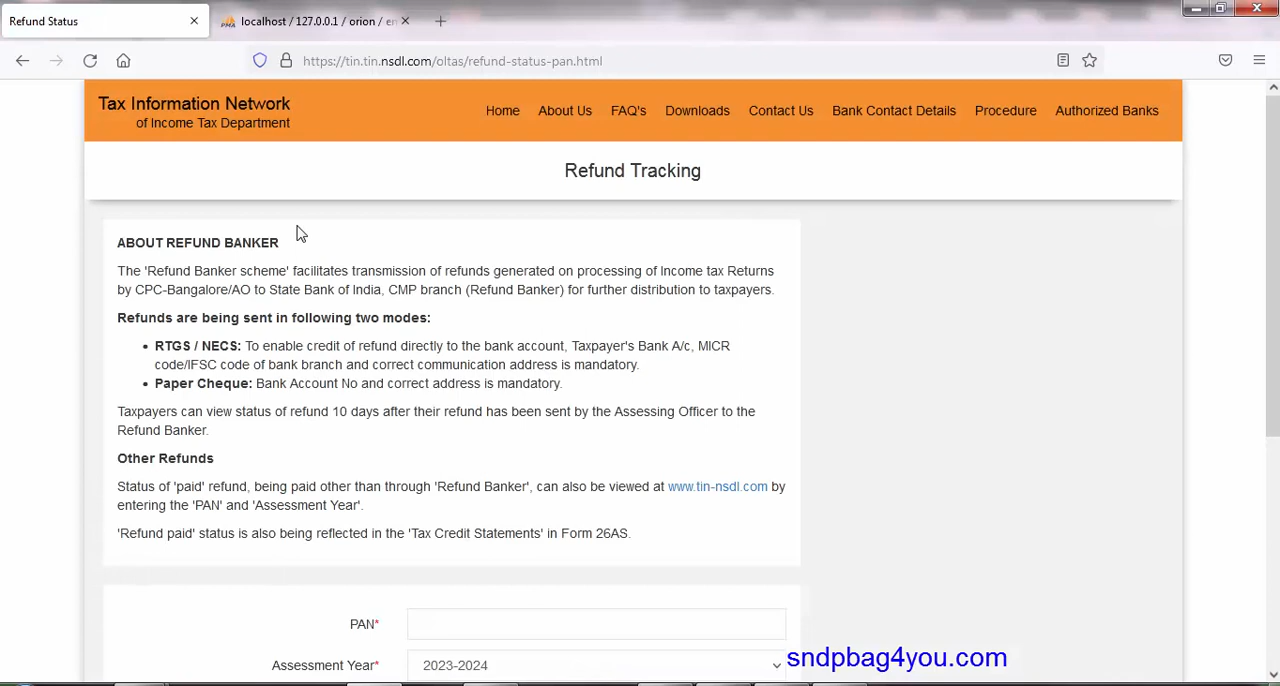 Refund Status
localhost / 127.0.0.1 / orion / en
https://tin.tin.nsdl.com/oltas/refund-status-pan.html
Tax Information Network
of Income Tax Department
Home About Us FAQ's Downloads Contact Us Bank Contact Details Procedure Authorized Banks
Refund Tracking
ABOUT REFUND BANKER
The 'Refund Banker scheme' facilitates transmission of refunds generated on processing of Income tax Returns
by CPC-Bangalore/AO to State Bank of India, CMP branch (Refund Banker) for further distribution to taxpayers.
Refunds are being sent in following two modes:
• RTGS / NECS: To enable credit of refund directly to the bank account, Taxpayer's Bank A/c, MICR
code/IFSC code of bank branch and correct communication address is mandatory.
• Paper Cheque: Bank Account No and correct address is mandatory.
Taxpayers can view status of refund 10 days after their refund has been sent by the Assessing Officer to the
Refund Banker.
Other Refunds
Status of 'paid' refund, being paid other than through 'Refund Banker', can also be viewed at www.tin-nsdl.com by
entering the 'PAN' and 'Assessment Year'.
'Refund paid' status is also being reflected in the 'Tax Credit Statements' in Form 26AS.
PAN*
Assessment Year* 2023-2024
sndpbag4you.com